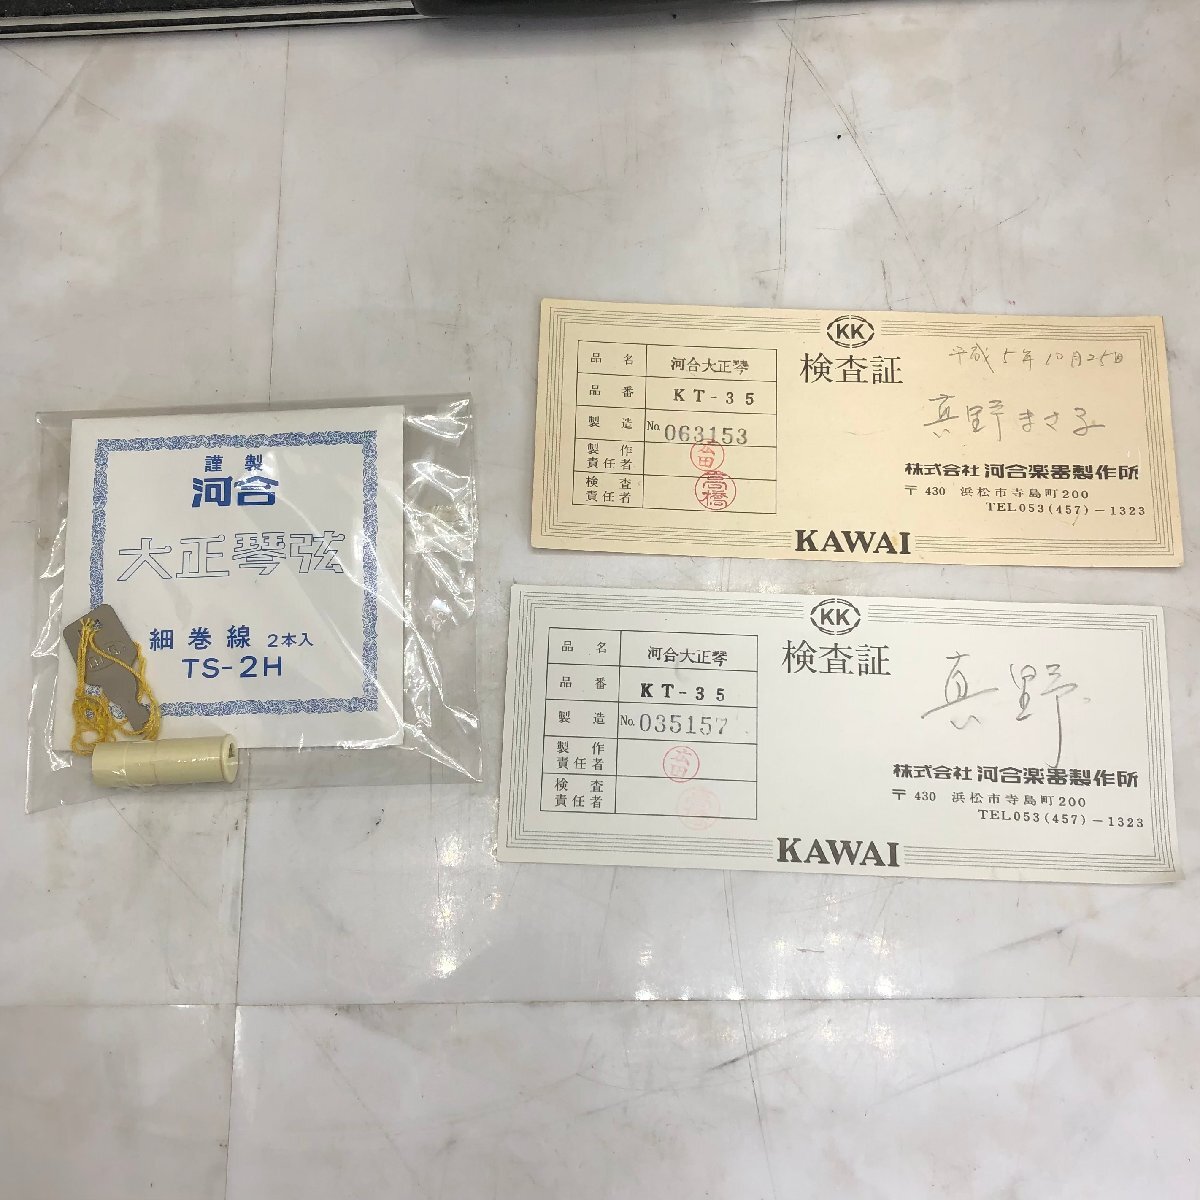 謹製
河合
大正琴弦
細巻線 2本入
TS-2H
KK
検査証
平成5年10月25日
品名 河合大正琴
品番 KT-35
真野まさ子
製造 No. 063153
製作責任者
検査責任者 高橋
株式会社 河合楽器製作所
〒430 浜松市寺島町200
TEL053(457)-1323
KAWAI
KK
検査証
品名 河合大正琴
品番 KT-35
真野
製造 No. 035157
製作責任者
検査責任者
株式会社 河合楽器製作所
〒430 浜松市寺島町200
TEL053(457)-1323
KAWAI